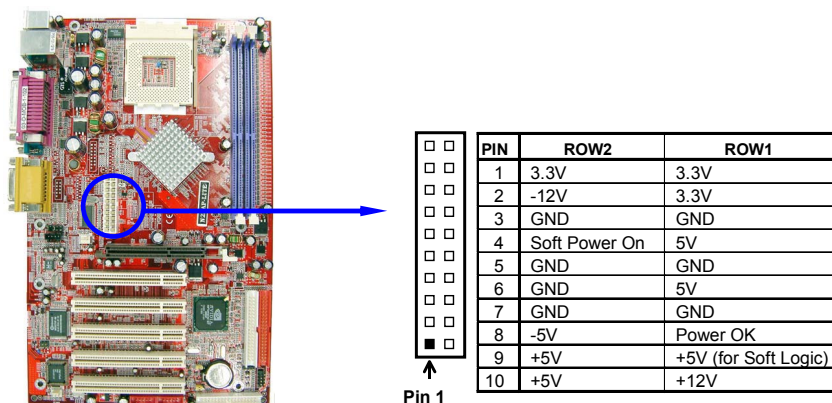 PIN ROW2 ROW1
1 3.3V 3.3V
2 -12V 3.3V
3 GND GND
4 Soft Power On 5V
5 GND GND
6 GND 5V
7 GND GND
8 -5V Power OK
9 +5V +5V (for Soft Logic)
10 +5V +12V
Pin 1